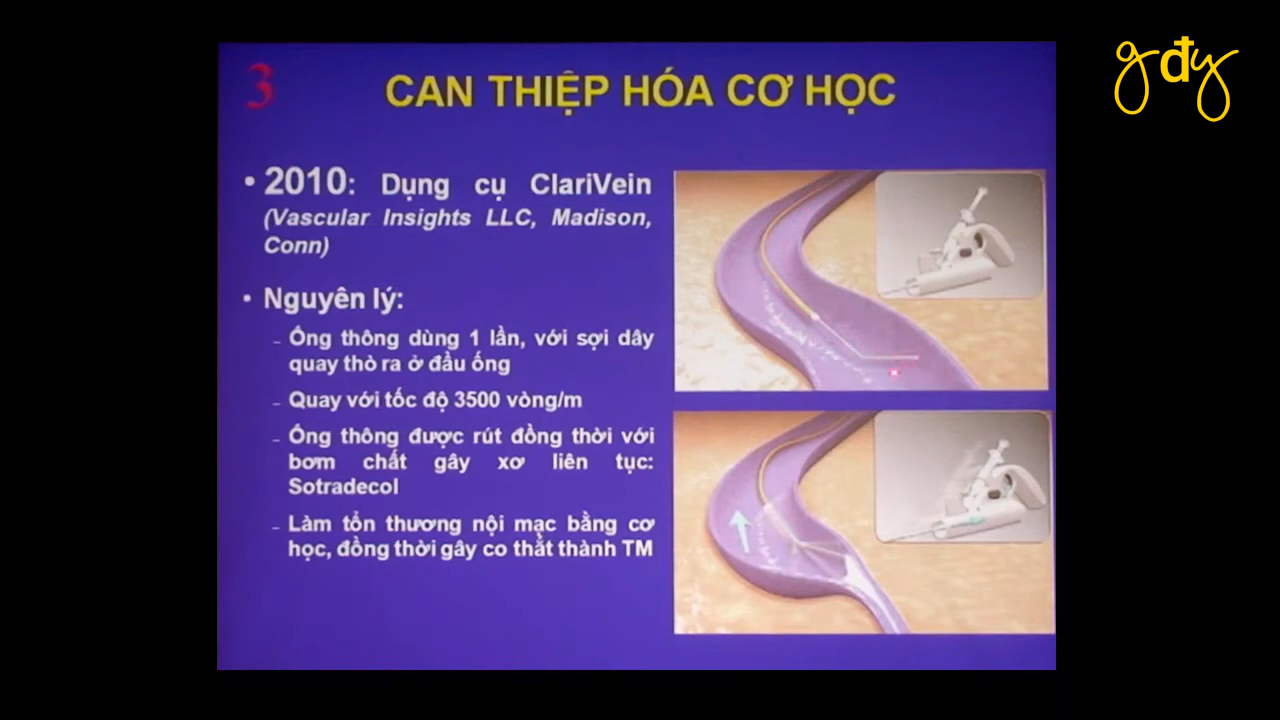 gđy
3
CAN THIỆP HÓA CƠ HỌC
• 2010: Dụng cụ ClariVein
(Vascular Insights LLC, Madison,
Conn)
• Nguyên lý:
- Ống thông dùng 1 lần, với sợi dây
quay thò ra ở đầu ống
- Quay với tốc độ 3500 vòng/m
- Ống thông được rút đồng thời với
bơm chất gây xơ liên tục:
Sotradecol
- Làm tổn thương nội mạc bằng cơ
học, đồng thời gây co thắt thành TM